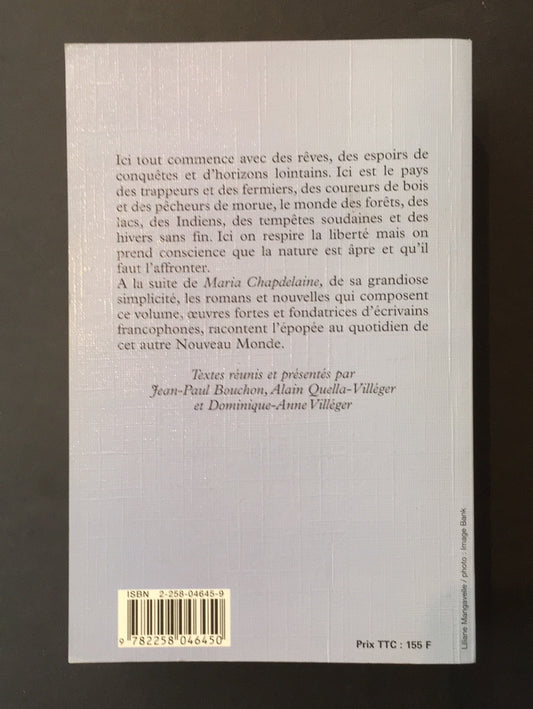 Ici tout commence avec des rêves, des espoirs de
conquêtes et d'horizons lointains. Ici est le pays
des trappeurs et des fermiers, des coureurs de bois
et des pêcheurs de morue, le monde des forêts, des
lacs, des Indiens, des tempêtes soudaines et des
hivers sans fin. Ici on respire la liberté mais on
prend conscience que la nature est âpre et qu'il
faut l'affronter.
A la suite de Maria Chapdelaine, de sa grandiose
simplicité, les romans et nouvelles qui composent
ce volume, œuvres fortes et fondatrices d'écrivains
francophones, racontent l'épopée au quotidien de
cet autre Nouveau Monde.
Textes réunis et présentés par
Jean-Paul Bouchon, Alain Quella-Villéger
et Dominique-Anne Villéger
ISBN 2-258-04645-9
9 782258 046450
Prix TTC : 155 F
Liliane Mangavelle / photo : Image Bank